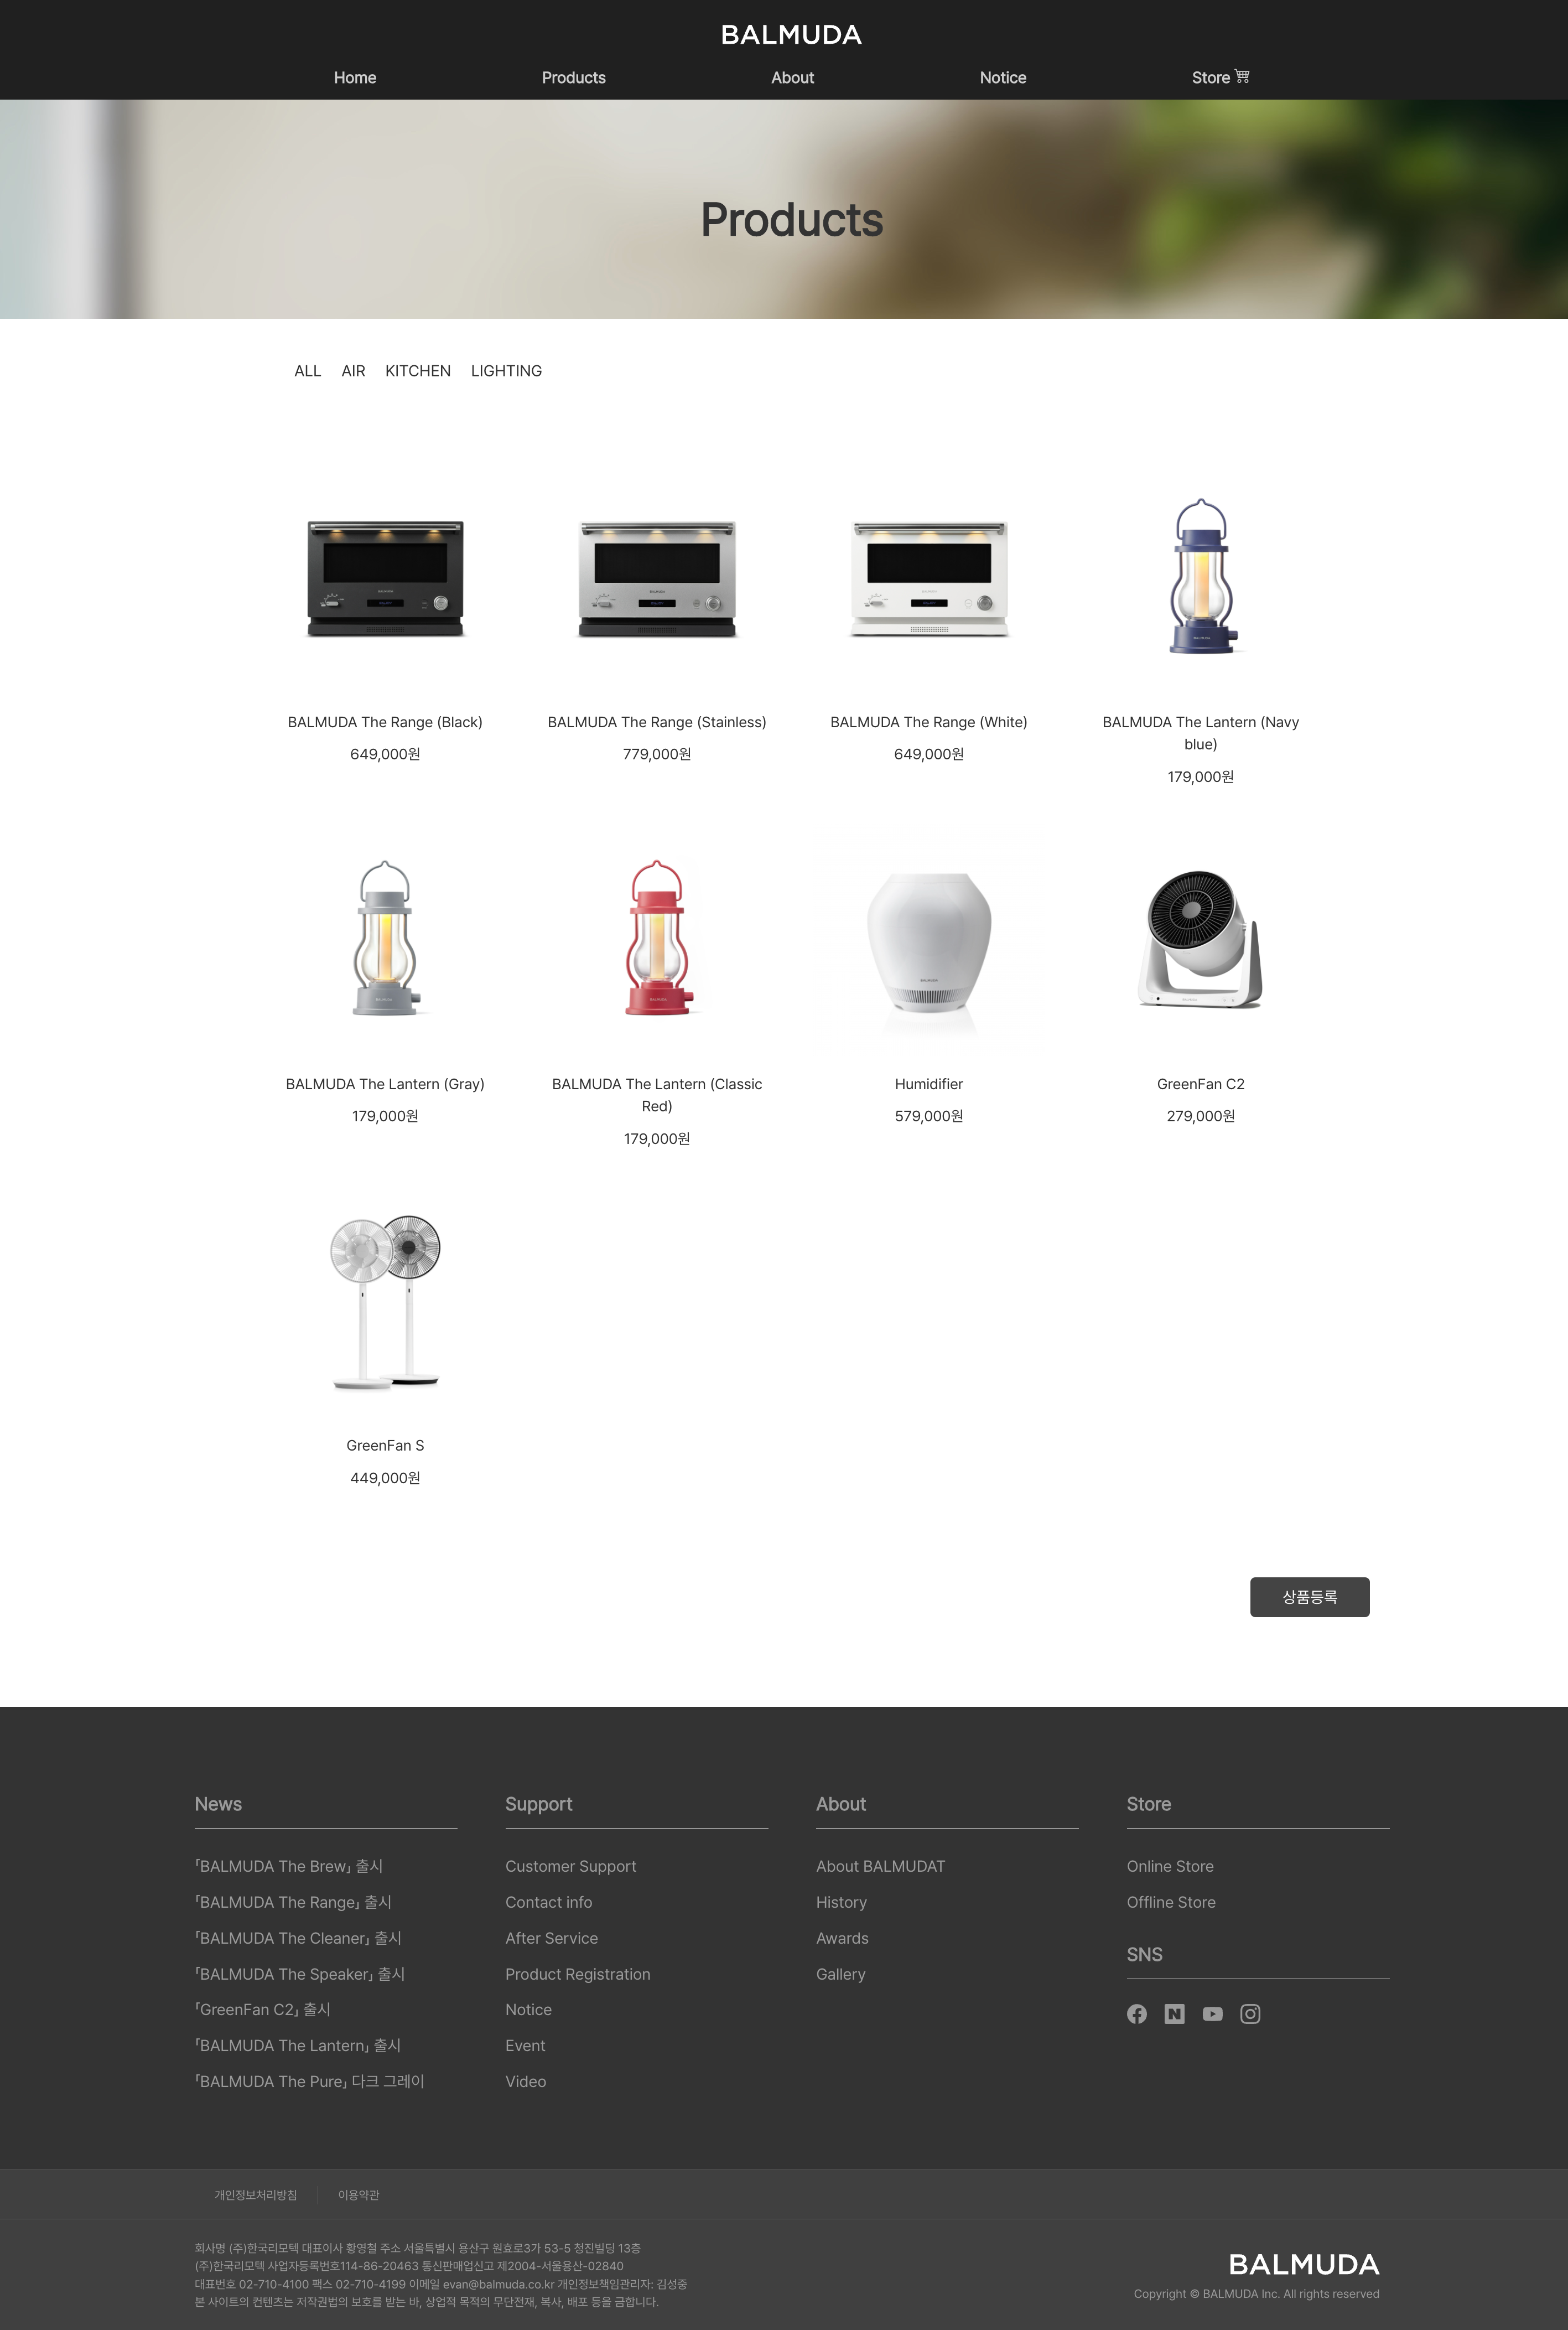 BALMUDA
Home
Products
About
Notice
Store
Products
ALL
AIR
KITCHEN
LIGHTING
BALMUDA The Range (Black)
649,000원
BALMUDA The Range (Stainless)
779,000원
BALMUDA The Range (White)
649,000원
BALMUDA The Lantern (Navy
blue)
179,000원
BALMUDA The Lantern (Gray)
179,000원
BALMUDA The Lantern (Classic
Red)
179,000원
Humidifier
579,000원
GreenFan C2
279,000원
GreenFan S
449,000원
상품등록
News
「BALMUDA The Brew」 출시
「BALMUDA The Range」 출시
「BALMUDA The Cleaner」 출시
「BALMUDA The Speaker」 출시
「GreenFan C2」 출시
「BALMUDA The Lantern」 출시
「BALMUDA The Pure」 다크 그레이
Support
Customer Support
Contact info
After Service
Product Registration
Notice
Event
Video
About
About BALMUDAT
History
Awards
Gallery
Store
Online Store
Offline Store
SNS
개인정보처리방침
이용약관
회사명 (주)한국리모텍 대표이사 황영철 주소 서울특별시 용산구 원효로3가 53-5 청진빌딩 13층
(주)한국리모텍 사업자등록번호114-86-20463 통신판매업신고 제2004-서울용산-02840
대표번호 02-710-4100 팩스 02-710-4199 이메일 evan@balmuda.co.kr 개인정보책임관리자: 김성중
본 사이트의 컨텐츠는 저작권법의 보호를 받는 바, 상업적 목적의 무단전재, 복사, 배포 등을 금합니다.
BALMUDA
Copyright © BALMUDA Inc. All rights reserved